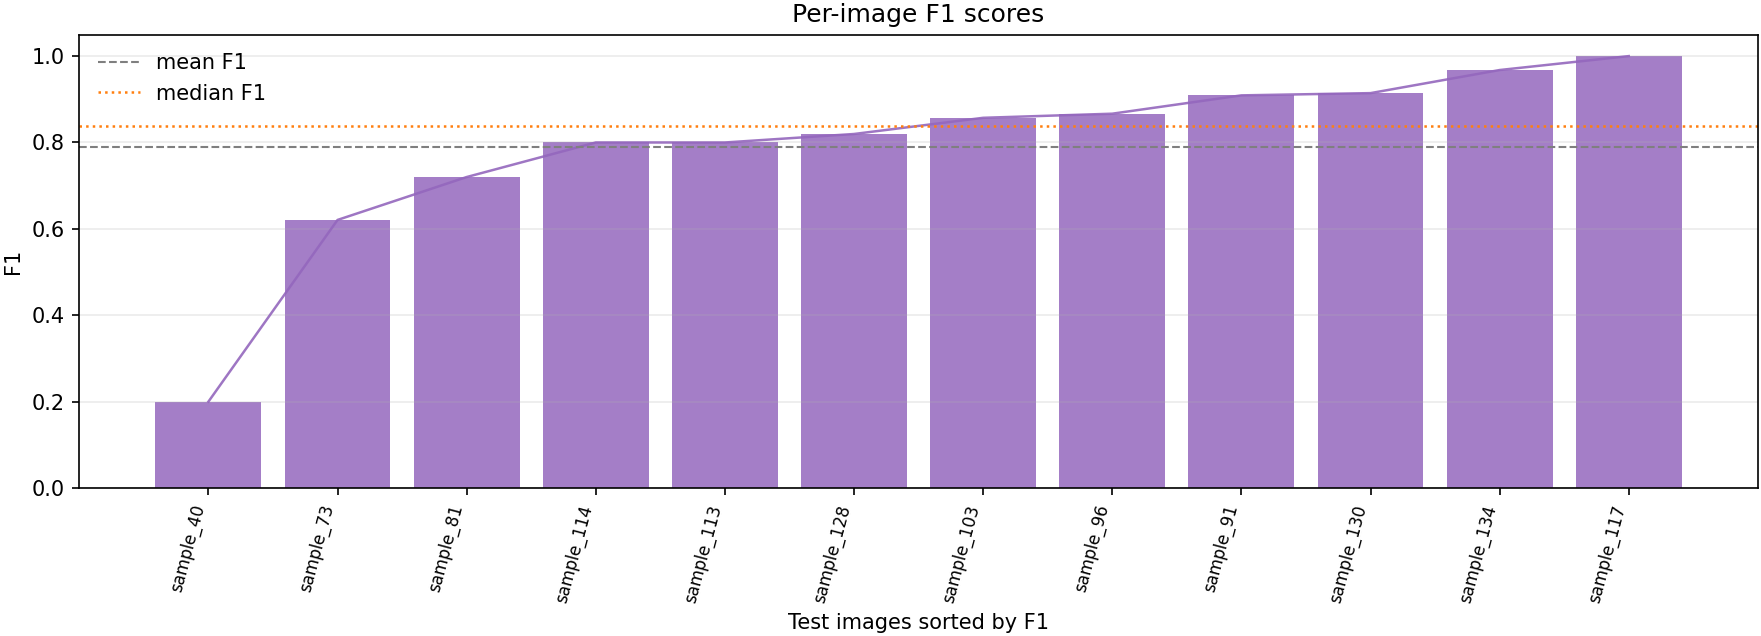 Per-image F1 scores
mean F1
median F1
1.0
0.8
0.6
0.4
0.2
0.0
F1
sample_40
sample_73
sample_81
sample_114
sample_113
sample_128
sample_103
sample_96
sample_91
sample_130
sample_134
sample_117
Test images sorted by F1